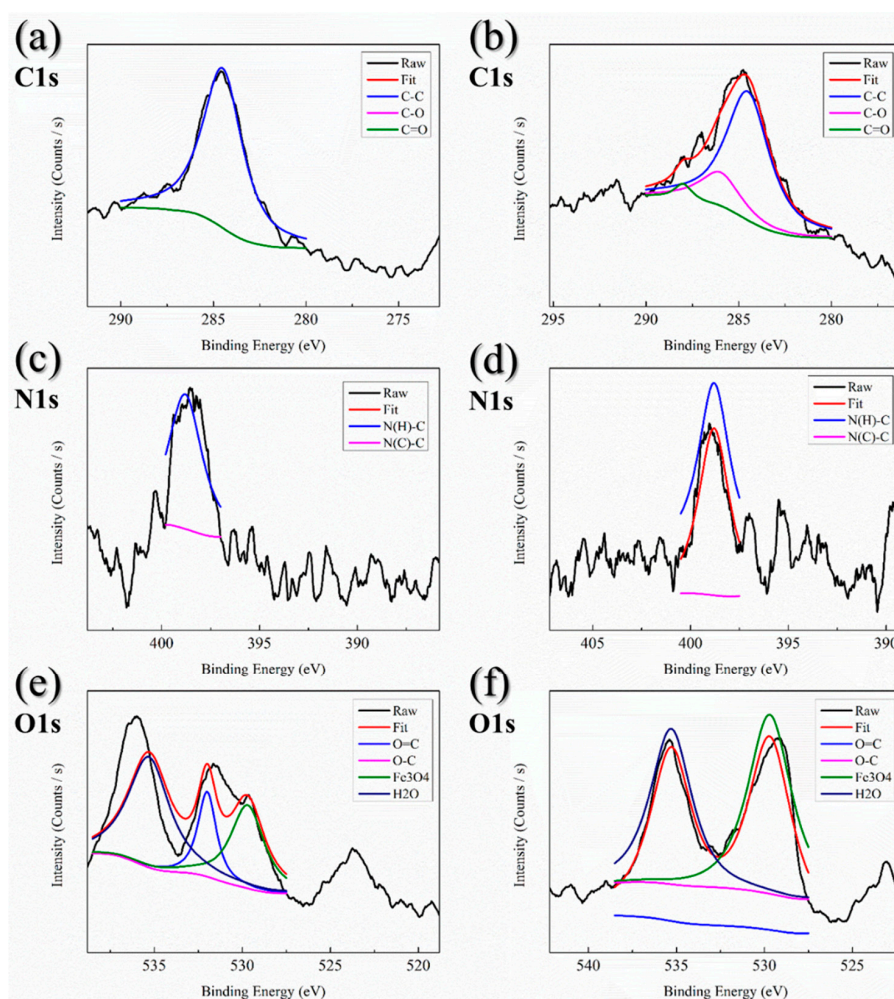 (a)
C1s
Raw
Fit
C-C
C-O
C=O
Intensity (Counts / s)
290 285 280 275
Binding Energy (eV)
(b)
C1s
Raw
Fit
C-C
C-O
C=O
Intensity (Counts / s)
295 290 285 280
Binding Energy (eV)
(c)
N1s
Raw
Fit
N(H)-C
N(C)-C
Intensity (Counts / s)
400 395 390
Binding Energy (eV)
(d)
N1s
Raw
Fit
N(H)-C
N(C)-C
Intensity (Counts / s)
405 400 395 390
Binding Energy (eV)
(e)
O1s
Raw
Fit
O=C
O-C
Fe3O4
H2O
Intensity (Counts / s)
535 530 525 520
Binding Energy (eV)
(f)
O1s
Raw
Fit
O=C
O-C
Fe3O4
H2O
Intensity (Counts / s)
540 535 530 525
Binding Energy (eV)